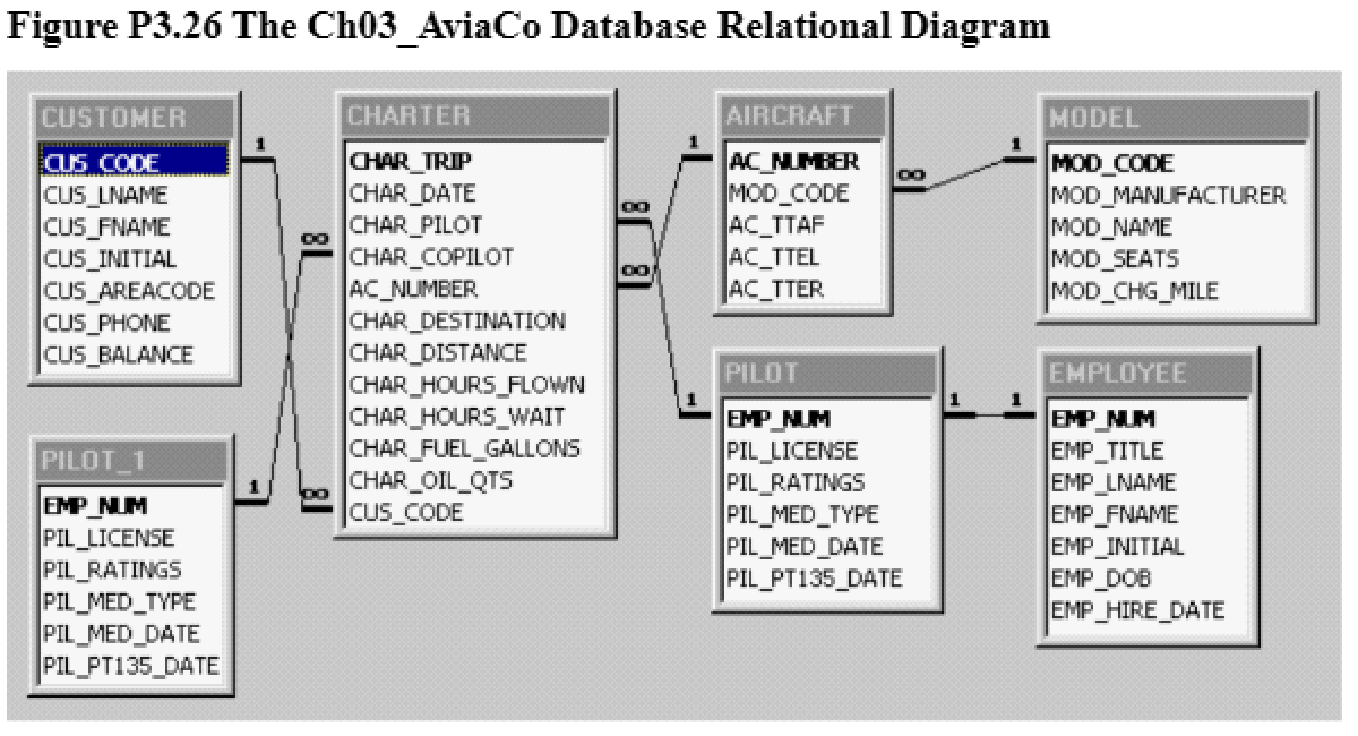 Figure P3.26 The Ch03_AviaCo Database Relational Diagram
CUSTOMER
CUS_CODE
CUS_LNAME
CUS_FNAME
CUS_INITIAL
CUS_AREACODE
CUS_PHONE
CUS_BALANCE
1
∞
PILOT_1
EMP_NUM
PIL_LICENSE
PIL_RATINGS
PIL_MED_TYPE
PIL_MED_DATE
PIL_PT135_DATE
1
∞
CHARTER
CHAR_TRIP
CHAR_DATE
CHAR_PILOT
CHAR_COPILOT
AC_NUMBER
CHAR_DESTINATION
CHAR_DISTANCE
CHAR_HOURS_FLOWN
CHAR_HOURS_WAIT
CHAR_FUEL_GALLONS
CHAR_OIL_QTS
CUS_CODE
∞
∞
1
1
AIRCRAFT
AC_NUMBER
MOD_CODE
AC_TTAF
AC_TTEL
AC_TTER
∞
1
MODEL
MOD_CODE
MOD_MANUFACTURER
MOD_NAME
MOD_SEATS
MOD_CHG_MILE
PILOT
EMP_NUM
PIL_LICENSE
PIL_RATINGS
PIL_MED_TYPE
PIL_MED_DATE
PIL_PT135_DATE
1
1
EMPLOYEE
EMP_NUM
EMP_TITLE
EMP_LNAME
EMP_FNAME
EMP_INITIAL
EMP_DOB
EMP_HIRE_DATE